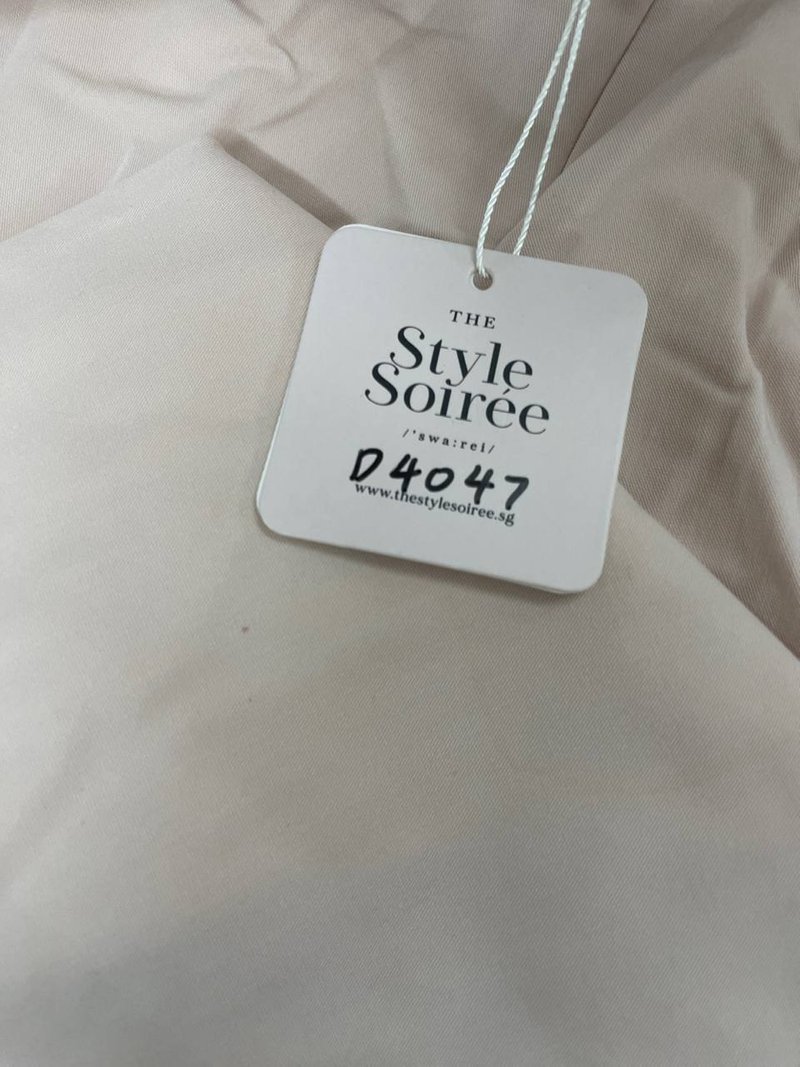 THE
Style
Soirée
/'swa:rei/
D4047
www.thestylesoiree.sg